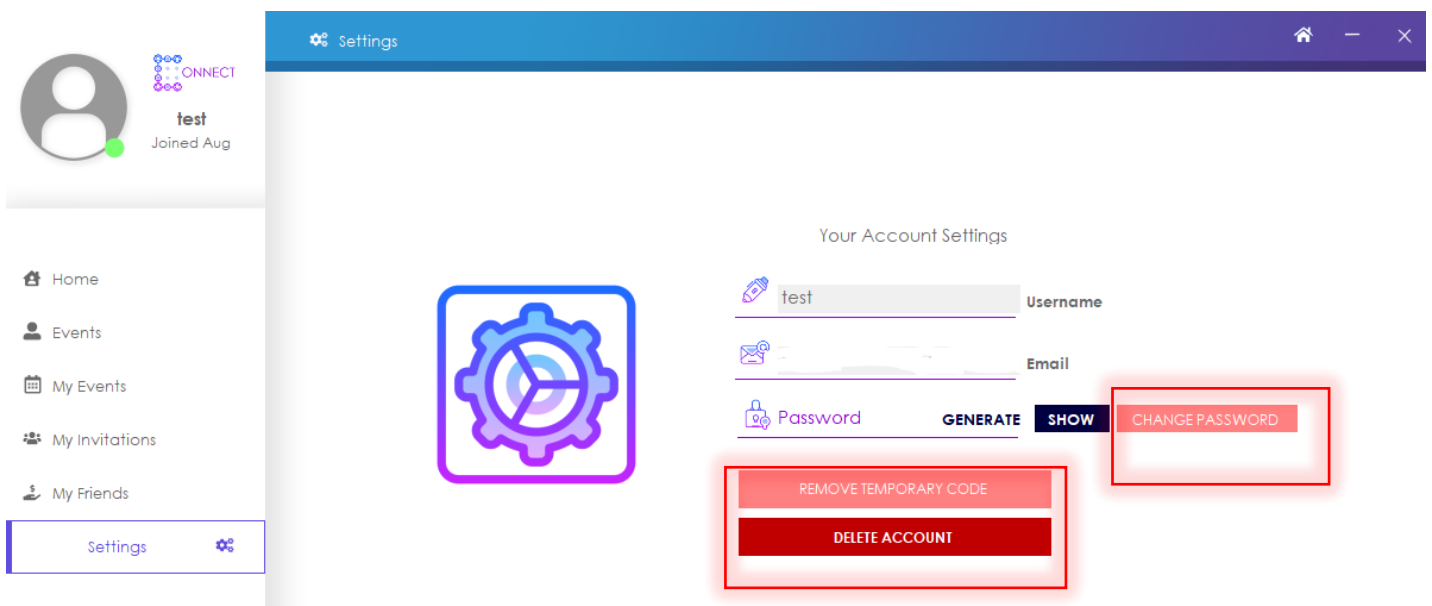 Settings
ONNECT
test
Joined Aug
Home
Events
My Events
My Invitations
My Friends
Settings
Your Account Settings
test Username
Email
Password GENERATE SHOW CHANGE PASSWORD
REMOVE TEMPORARY CODE
DELETE ACCOUNT